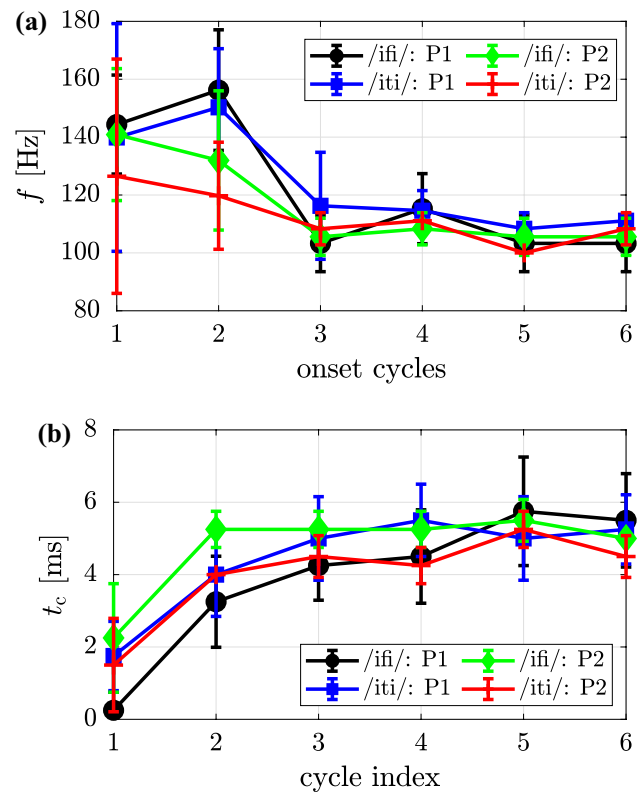 (a)
180
160
140
120
100
80
f [Hz]
/ifi/: P1 /ifi/: P2
/iti/: P1 /iti/: P2
1 2 3 4 5 6
onset cycles
(b)
8
6
4
2
0
t_c [ms]
/ifi/: P1 /ifi/: P2
/iti/: P1 /iti/: P2
1 2 3 4 5 6
cycle index